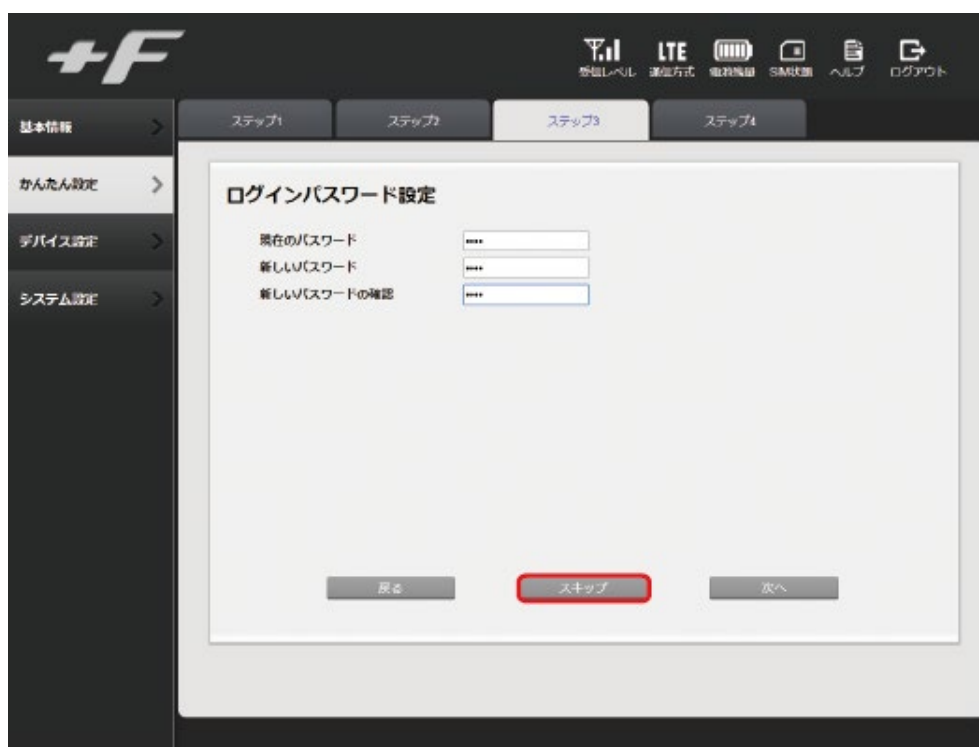 +F
受信レベル LTE 通信方式 電池残量 SIM状態 ヘルプ ログアウト
基本情報
かんたん設定
デバイス設定
システム設定
ステップ1 ステップ2 ステップ3 ステップ4
ログインパスワード設定
現在のパスワード ••••
新しいパスワード ••••
新しいパスワードの確認 ••••
戻る スキップ 次へ